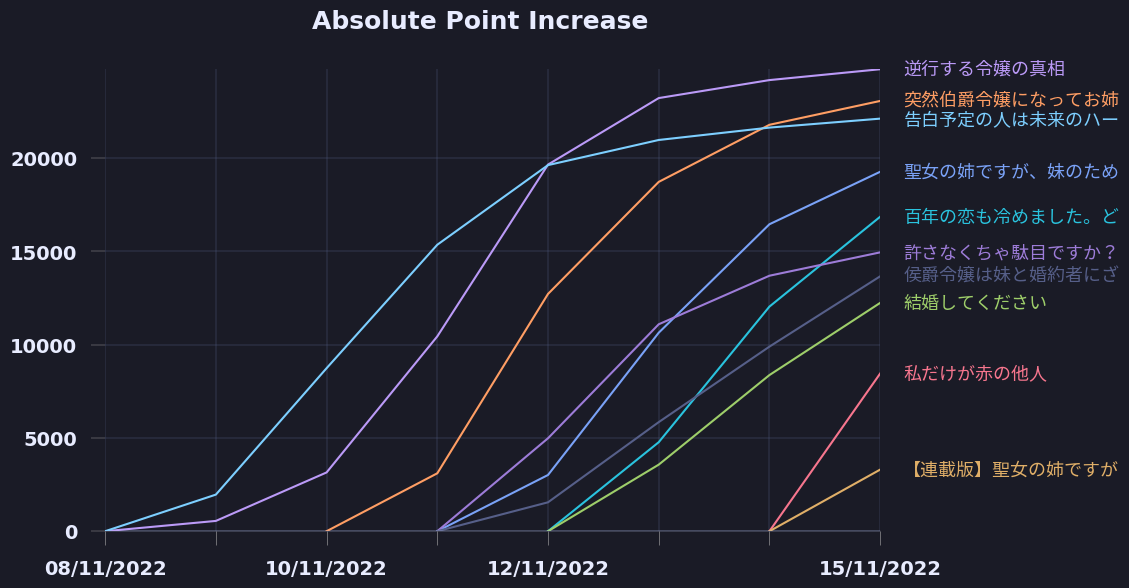 Absolute Point Increase
逆行する令嬢の真相
突然伯爵令嬢になってお姉
告白予定の人は未来のハー
20000
聖女の姉ですが、妹のため
百年の恋も冷めました。ど
15000
許さなくちゃ駄目ですか？
侯爵令嬢は妹と婚約者にざ
結婚してください
10000
私だけが赤の他人
5000
【連載版】聖女の姉ですが
0
08/11/2022 10/11/2022 12/11/2022 15/11/2022